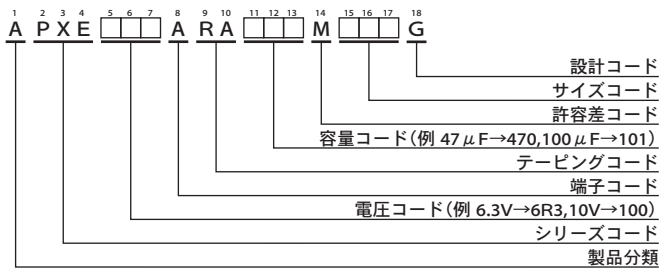 1 2 3 4 5 6 7 8 9 10 11 12 13 14 15 16 17 18
A P X E □□□ A R A □□□ M □□□ G
設計コード
サイズコード
許容差コード
容量コード(例 47μF→470,100μF→101)
テーピングコード
端子コード
電圧コード(例 6.3V→6R3,10V→100)
シリーズコード
製品分類